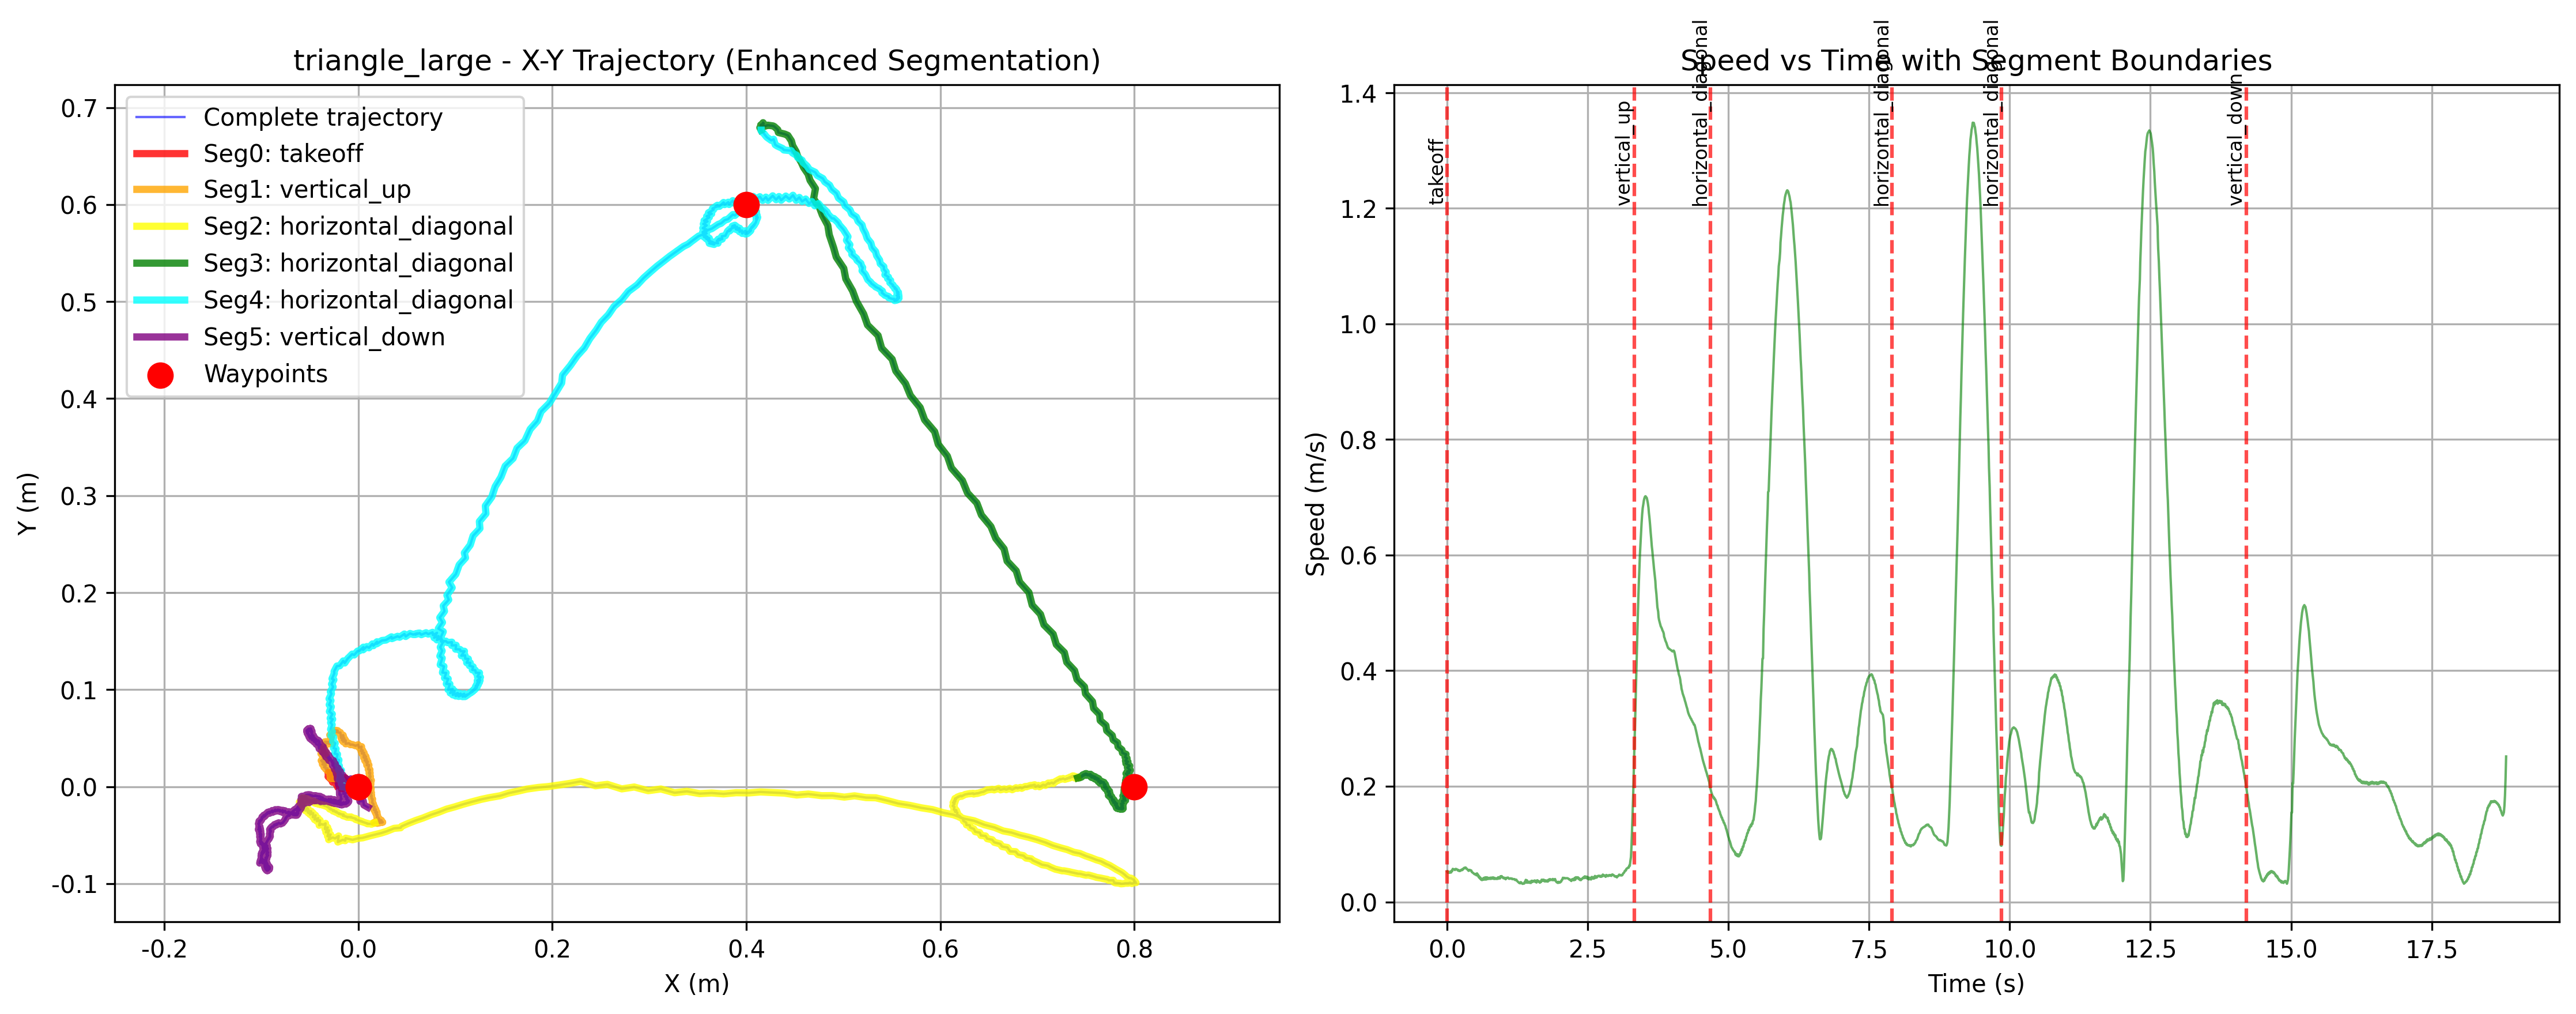 triangle_large - X-Y Trajectory (Enhanced Segmentation)
0.7
0.6
0.5
0.4
0.3
0.2
0.1
0.0
-0.1
Y (m)
-0.2
0.0
0.2
0.4
0.6
0.8
X (m)
Complete trajectory
Seg0: takeoff
Seg1: vertical_up
Seg2: horizontal_diagonal
Seg3: horizontal_diagonal
Seg4: horizontal_diagonal
Seg5: vertical_down
Waypoints
Speed vs Time with Segment Boundaries
1.4
1.2
1.0
0.8
0.6
0.4
0.2
0.0
Speed (m/s)
takeoff
vertical_up
horizontal_diagonal
horizontal_diagonal
horizontal_diagonal
vertical_down
0.0
2.5
5.0
7.5
10.0
12.5
15.0
17.5
Time (s)